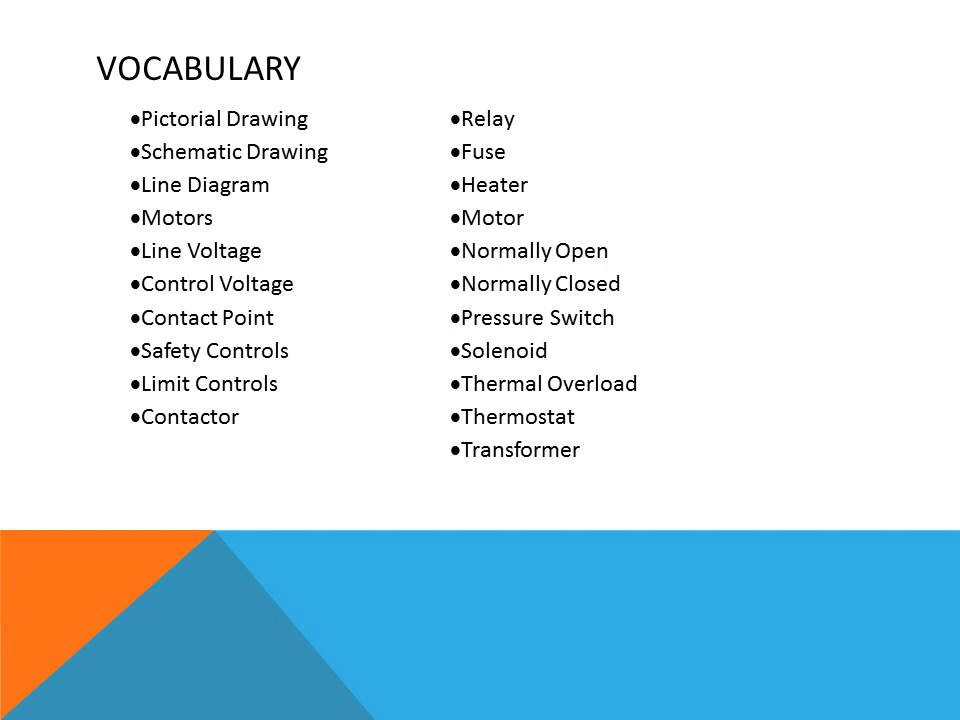 VOCABULARY
•Pictorial Drawing
•Schematic Drawing
•Line Diagram
•Motors
•Line Voltage
•Control Voltage
•Contact Point
•Safety Controls
•Limit Controls
•Contactor
•Relay
•Fuse
•Heater
•Motor
•Normally Open
•Normally Closed
•Pressure Switch
•Solenoid
•Thermal Overload
•Thermostat
•Transformer